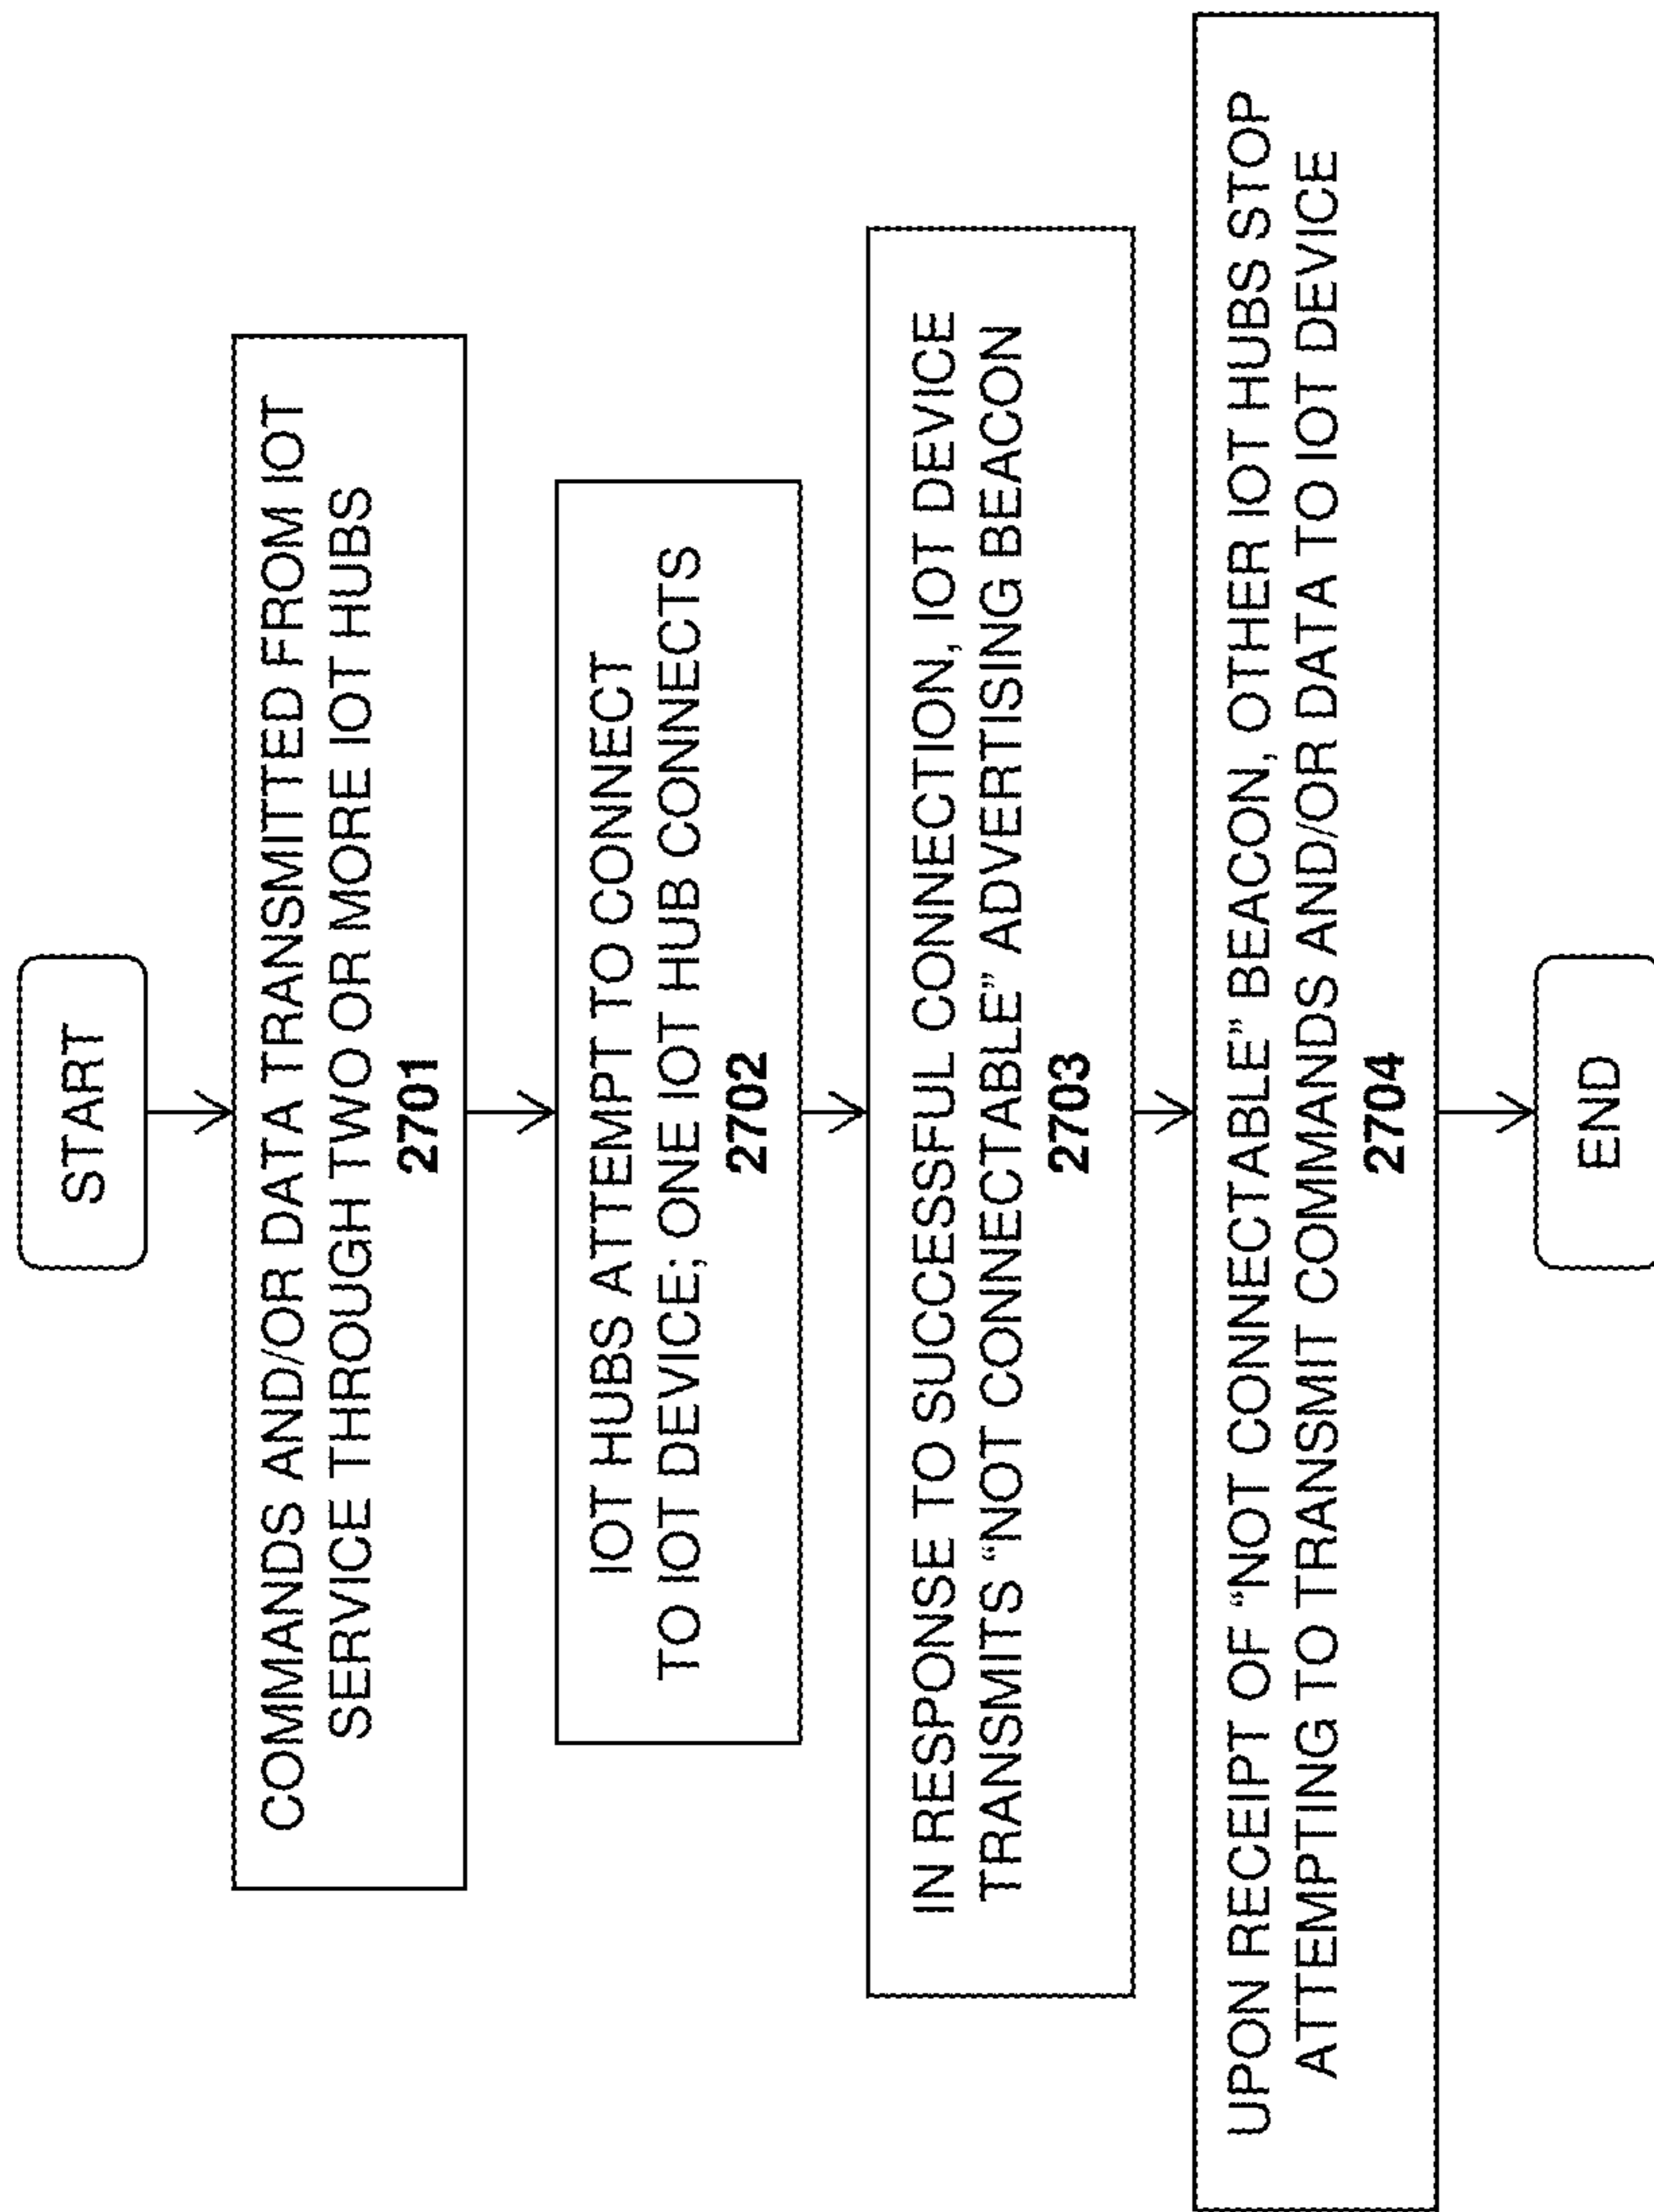 START
COMMANDS AND/OR DATA TRANSMITTED FROM IOT
SERVICE THROUGH TWO OR MORE IOT HUBS
2701
IOT HUBS ATTEMPT TO CONNECT
TO IOT DEVICE; ONE IOT HUB CONNECTS
2702
IN RESPONSE TO SUCCESSFUL CONNECTION, IOT DEVICE
TRANSMITS “NOT CONNECTABLE” ADVERTISING BEACON
2703
UPON RECEIPT OF “NOT CONNECTABLE” BEACON, OTHER IOT HUBS STOP
ATTEMPTING TO TRANSMIT COMMANDS AND/OR DATA TO IOT DEVICE
2704
END